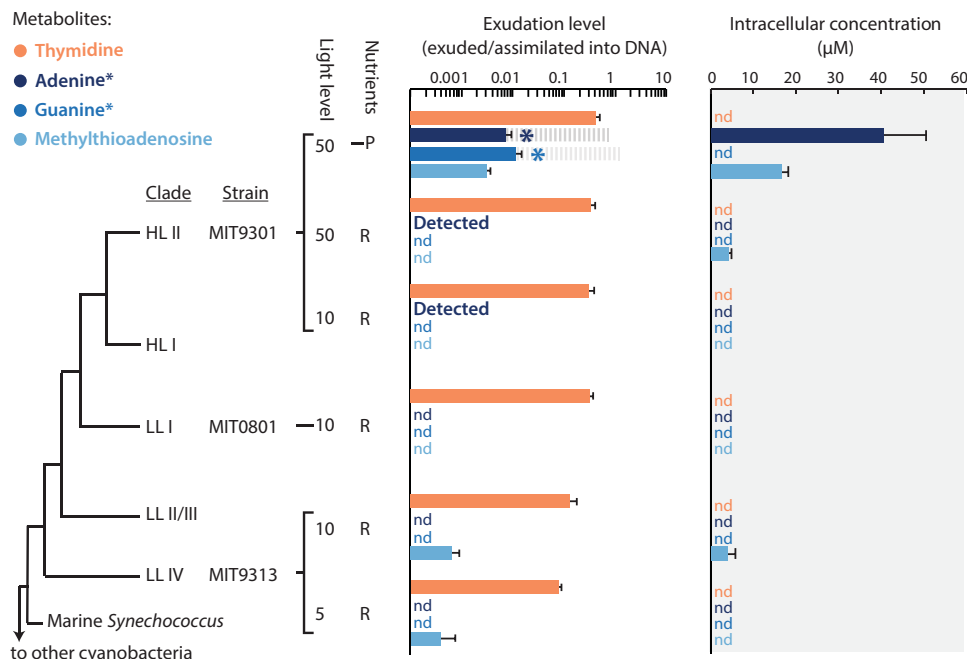 Metabolites:
Thymidine
Adenine*
Guanine*
Methylthioadenosine
Light level
Nutrients
Exudation level
(exuded/assimilated into DNA)
0.001 0.01 0.1 1 10
Intracellular concentration
(µM)
0 10 20 30 40 50 60
Clade Strain
50 –P
*
*
nd
nd
HL II MIT9301
50 R
Detected
nd
nd
nd
nd
nd
10 R
Detected
nd
nd
nd
nd
nd
nd
HL I
LL I MIT0801
10 R
nd
nd
nd
nd
nd
nd
nd
LL II/III
10 R
nd
nd
nd
nd
nd
LL IV MIT9313
5 R
nd
nd
nd
nd
nd
nd
Marine Synechococcus
to other cyanobacteria